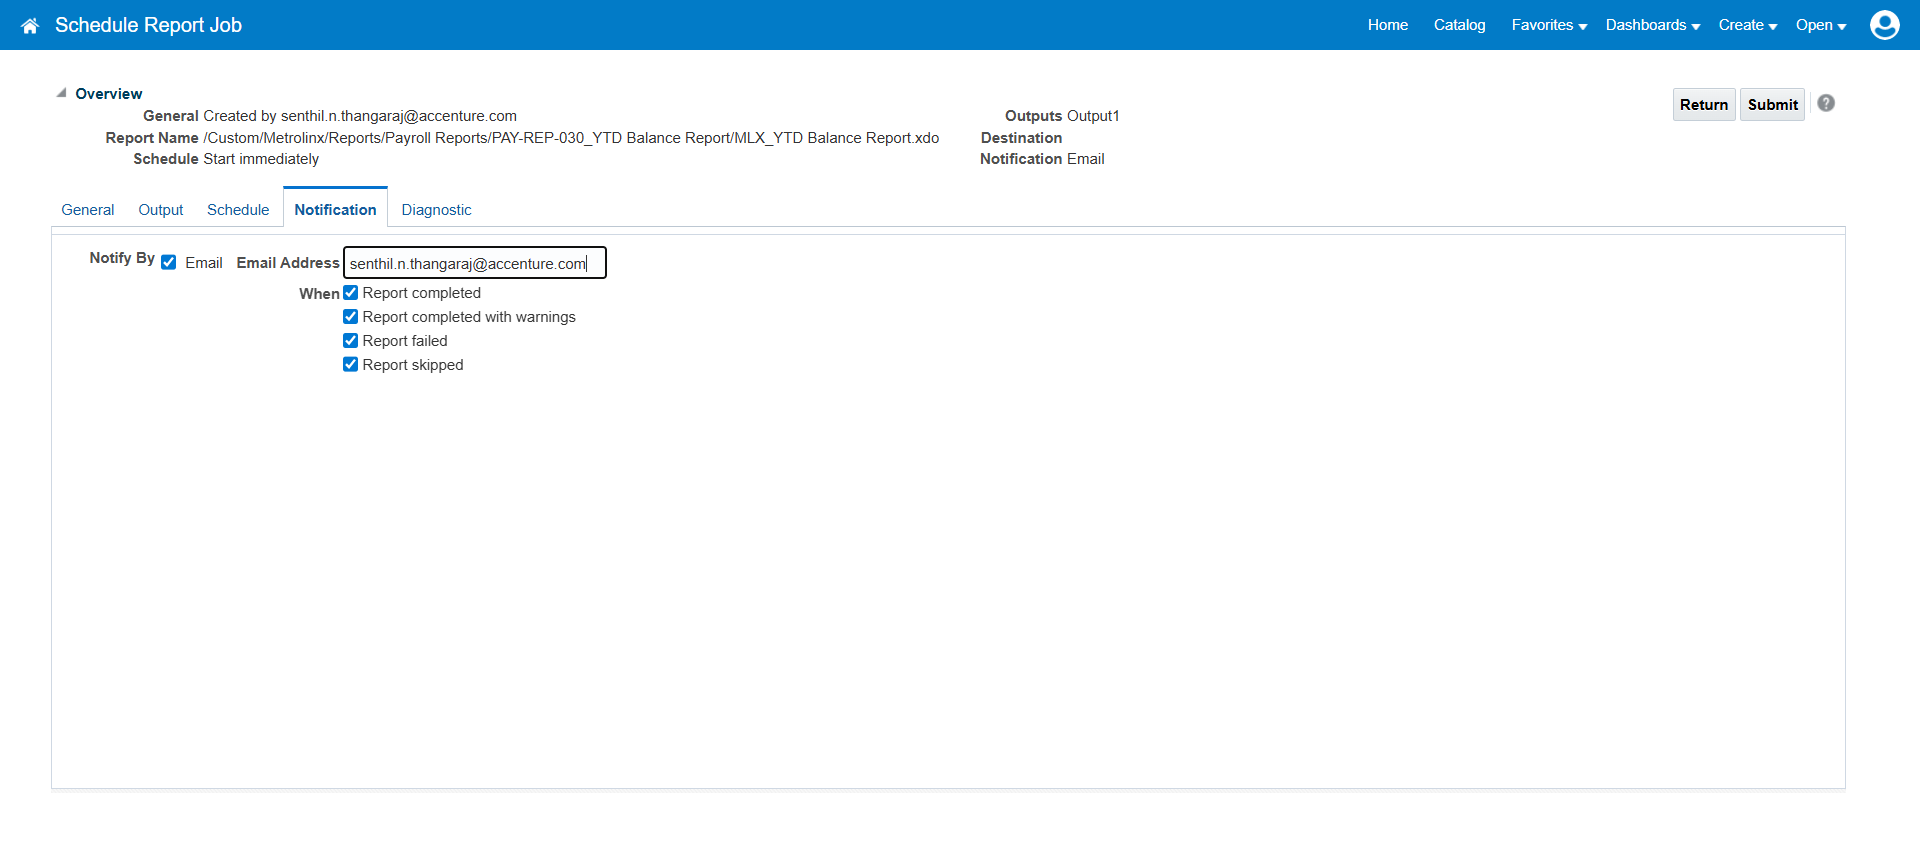 Schedule Report Job
Home Catalog Favorites Dashboards Create Open
Overview
General Created by senthil.n.thangaraj@accenture.com
Report Name /Custom/Metrolinx/Reports/Payroll Reports/PAY-REP-030_YTD Balance Report/MLX_YTD Balance Report.xdo
Schedule Start immediately
Outputs Output1
Destination
Notification Email
Return Submit ?
General Output Schedule Notification Diagnostic
Notify By Email Email Address senthil.n.thangaraj@accenture.com
When Report completed
Report completed with warnings
Report failed
Report skipped